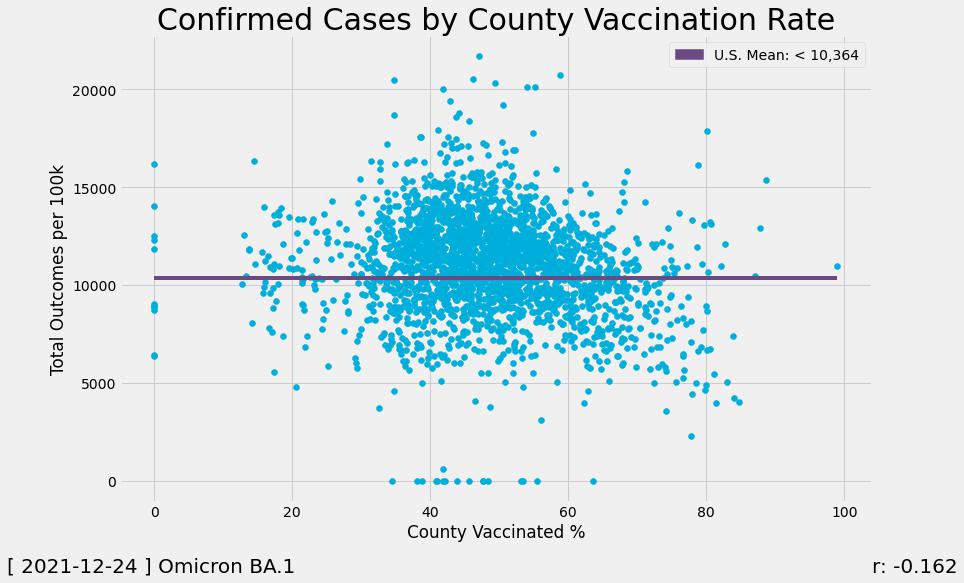 Confirmed Cases by County Vaccination Rate
U.S. Mean: < 10,364
Total Outcomes per 100k
20000
15000
10000
5000
0
0 20 40 60 80 100
County Vaccinated %
[ 2021-12-24 ] Omicron BA.1
r: -0.162